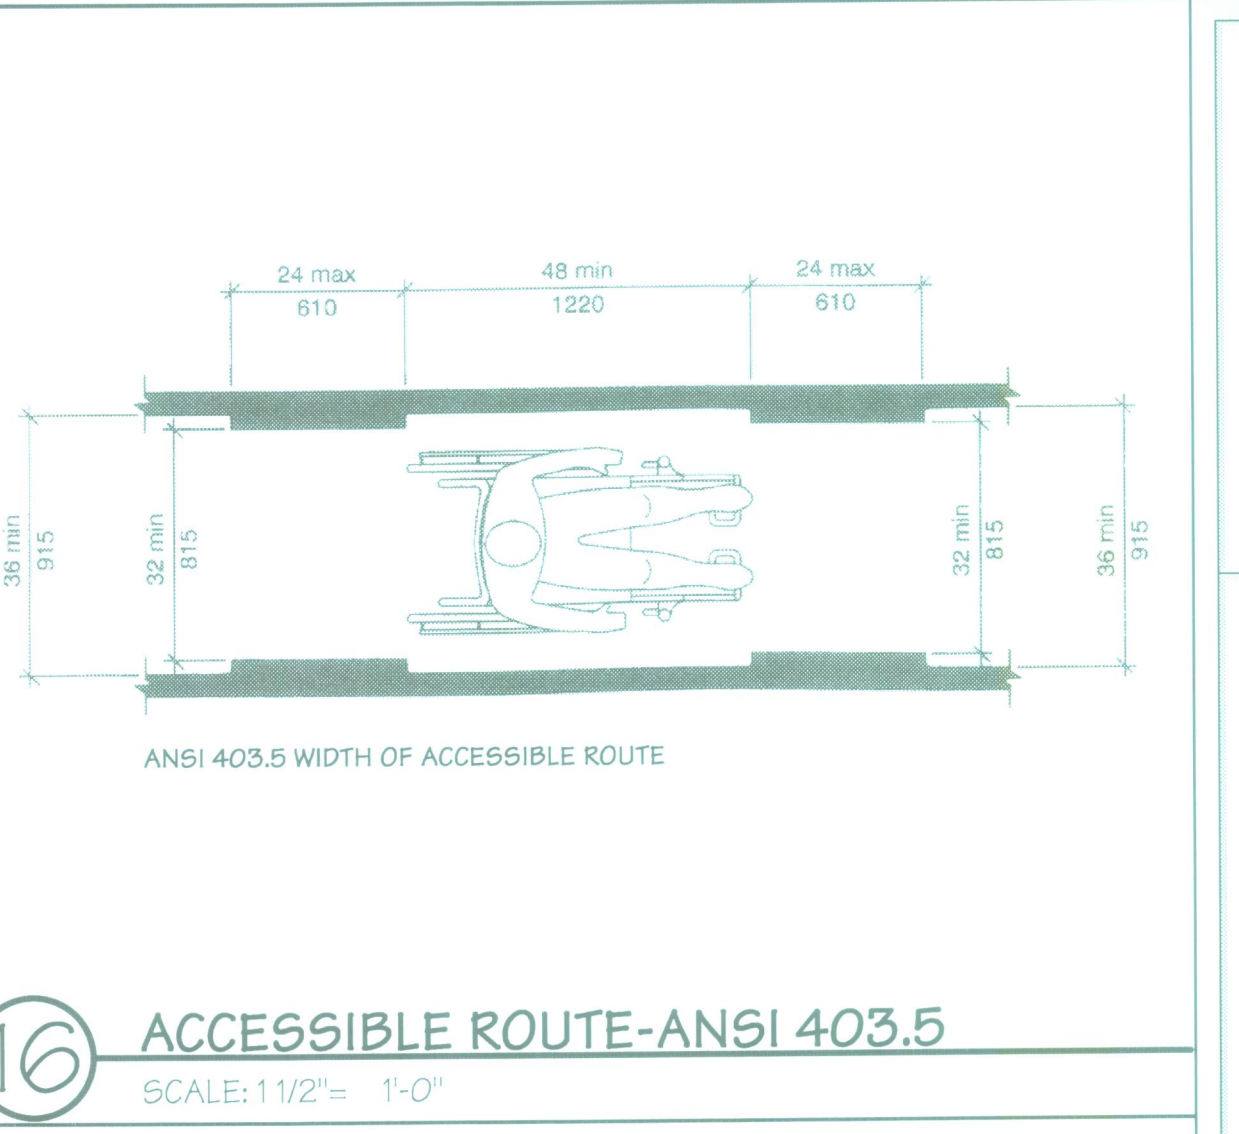 24 max
610
48 min
1220
24 max
610
36 min
915
32 min
815
32 min
815
36 min
915
ANSI 403.5 WIDTH OF ACCESSIBLE ROUTE
16
ACCESSIBLE ROUTE-ANSI 403.5
SCALE: 1 1/2"= 1'-0"